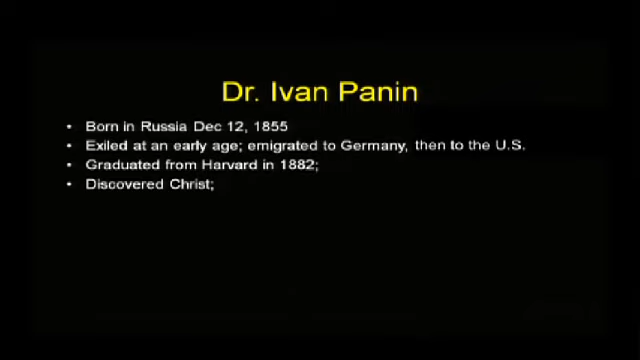 Dr. Ivan Panin
• Born in Russia Dec 12, 1855
• Exiled at an early age; emigrated to Germany, then to the U.S.
• Graduated from Harvard in 1882;
• Discovered Christ;